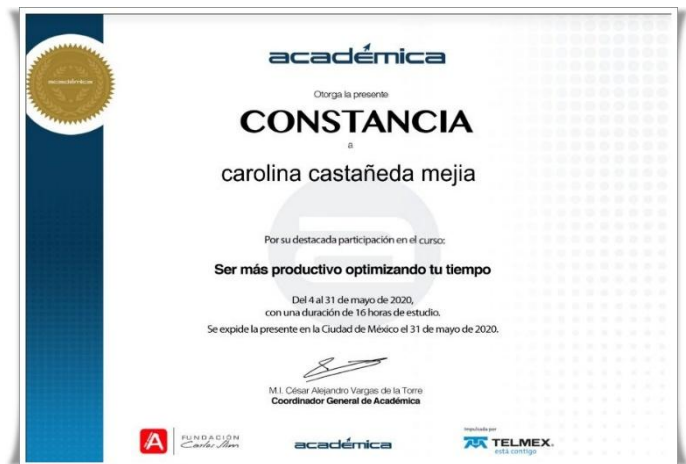 académica
Otorga la presente
CONSTANCIA
a
carolina castañeda mejia
Por su destacada participación en el curso:
Ser más productivo optimizando tu tiempo
Del 4 al 31 de mayo de 2020,
con una duración de 16 horas de estudio.
Se expide la presente en la Ciudad de México el 31 de mayo de 2020.
M.I. César Alejandro Vargas de la Torre
Coordinador General de Académica
FUNDACIÓN
Carlos Slim
académica
Impulsada por
TELMEX.
está contigo